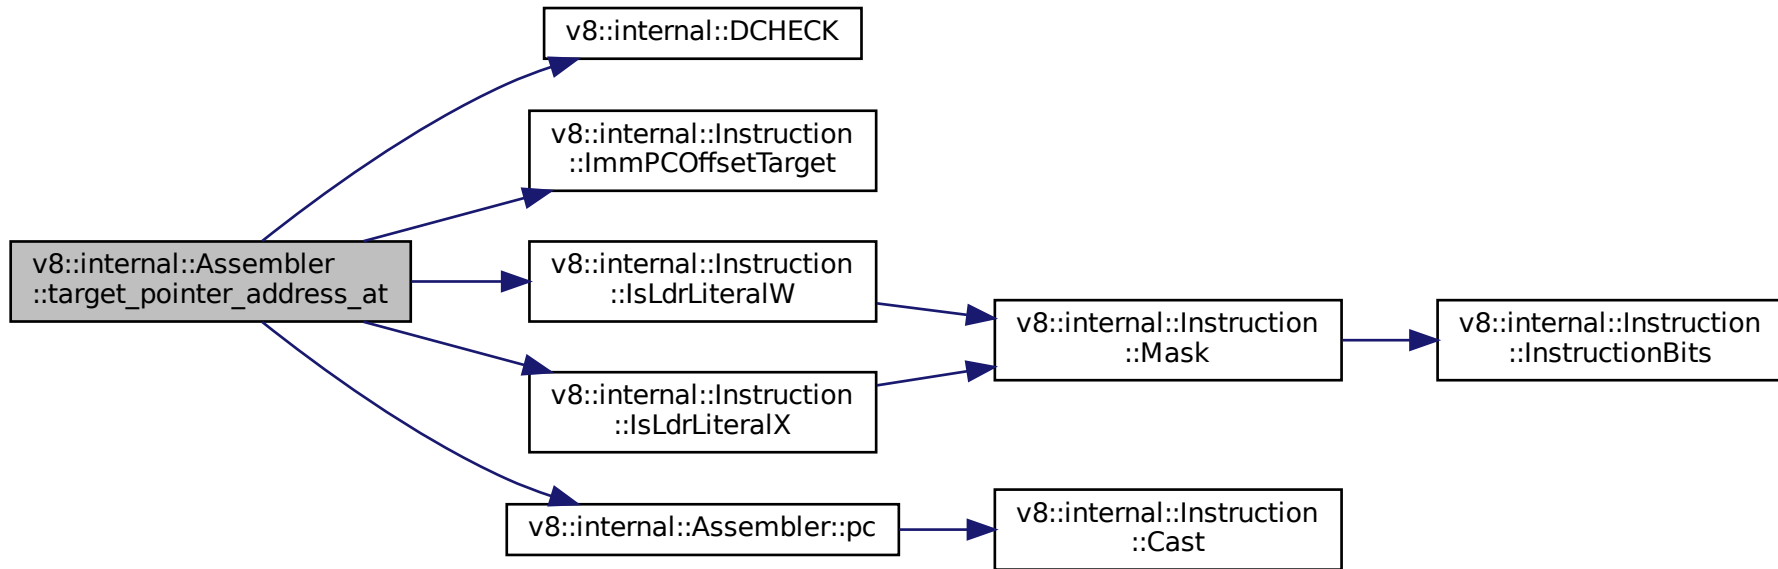 v8::internal::DCHECK
v8::internal::Instruction
::ImmPCOffsetTarget
v8::internal::Assembler
::target_pointer_address_at
v8::internal::Instruction
::IsLdrLiteralW
v8::internal::Instruction
::IsLdrLiteralX
v8::internal::Assembler::pc
v8::internal::Instruction
::Mask
v8::internal::Instruction
::Cast
v8::internal::Instruction
::InstructionBits